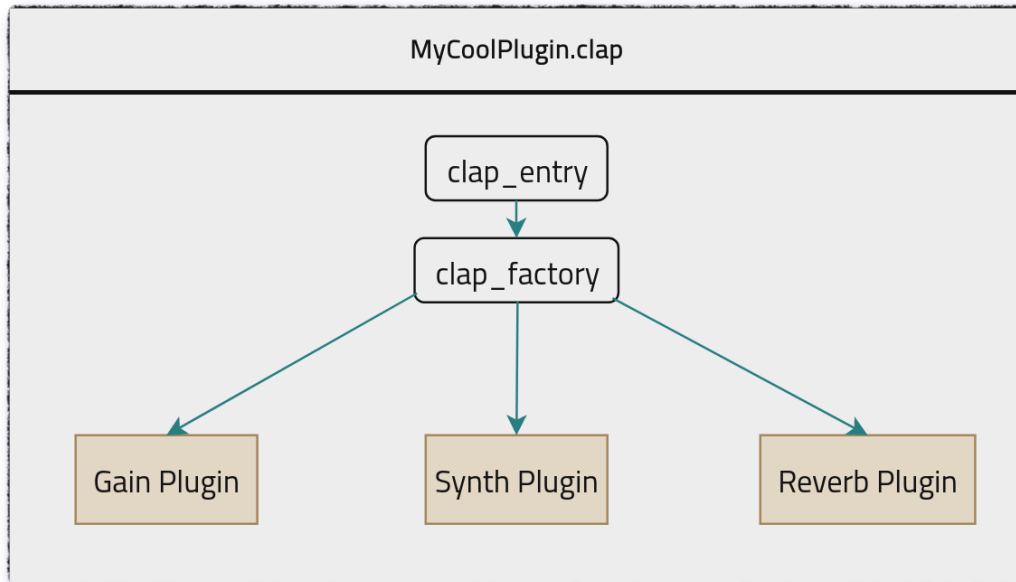 MyCoolPlugin.clap
clap_entry
clap_factory
Gain Plugin
Synth Plugin
Reverb Plugin